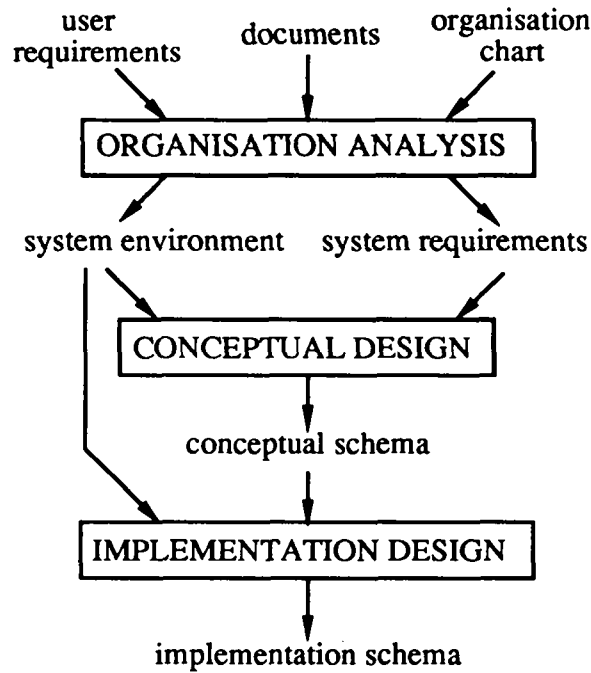 user
requirements
documents
organisation
chart
ORGANISATION ANALYSIS
system environment
system requirements
CONCEPTUAL DESIGN
conceptual schema
IMPLEMENTATION DESIGN
implementation schema